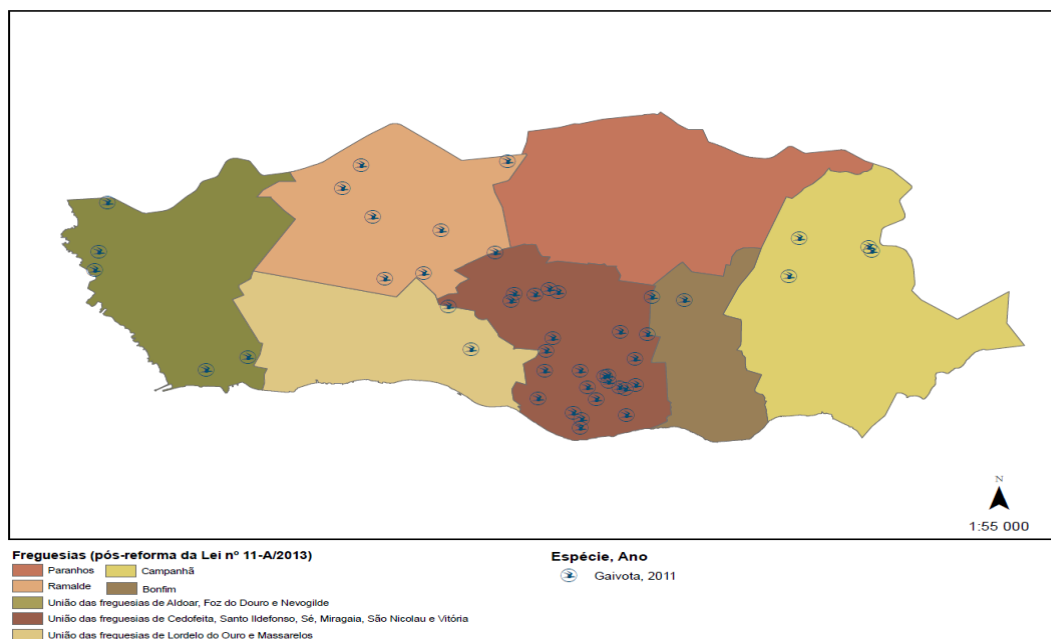 N
1:55 000
Freguesias (pós-reforma da Lei nº 11-A/2013)
Paranhos
Campanhã
Ramalde
Bonfim
União das freguesias de Aldoar, Foz do Douro e Nevogilde
União das freguesias de Cedofeita, Santo Ildefonso, Sé, Miragaia, São Nicolau e Vitória
União das freguesias de Lordelo do Ouro e Massarelos
Espécie, Ano
Gaivota, 2011